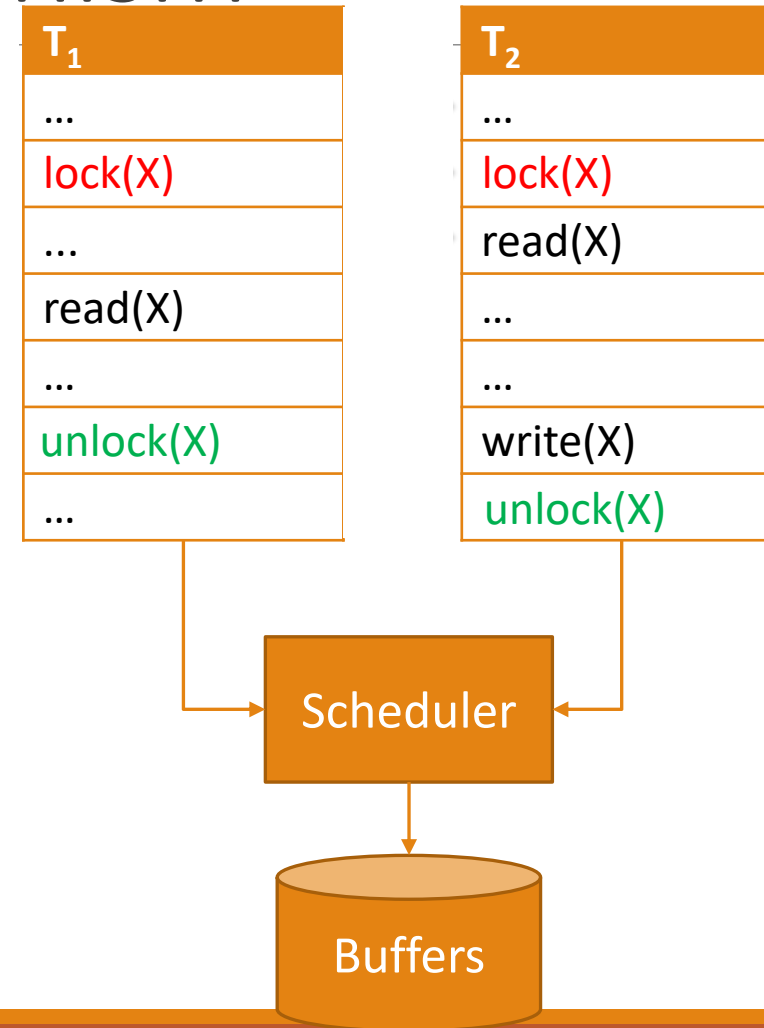 T1
...
lock(X)
...
read(X)
...
unlock(X)
...
T2
...
lock(X)
read(X)
...
...
write(X)
unlock(X)
Scheduler
Buffers